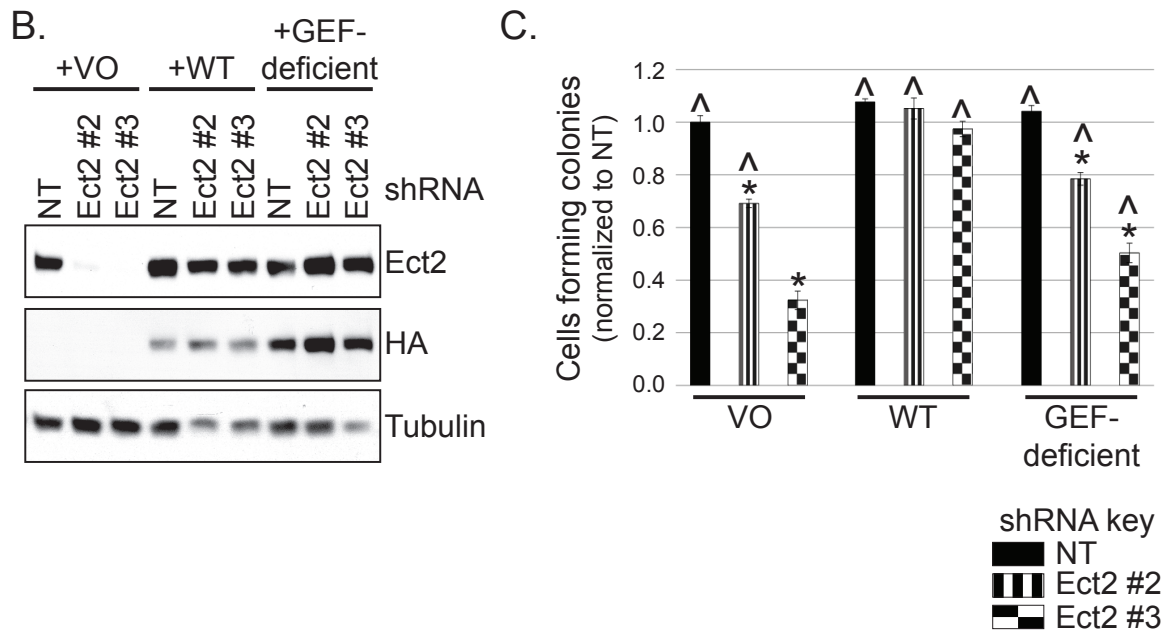 B.
+VO
+WT
+GEF-
deficient
NT
Ect2 #2
Ect2 #3
NT
Ect2 #2
Ect2 #3
NT
Ect2 #2
Ect2 #3
shRNA
Ect2
HA
Tubulin
C.
Cells forming colonies
(normalized to NT)
1.2
1.0
0.8
0.6
0.4
0.2
0.0
^
^
*
*
^
^
^
^
^
*
^
*
VO
WT
GEF-
deficient
shRNA key
NT
Ect2 #2
Ect2 #3